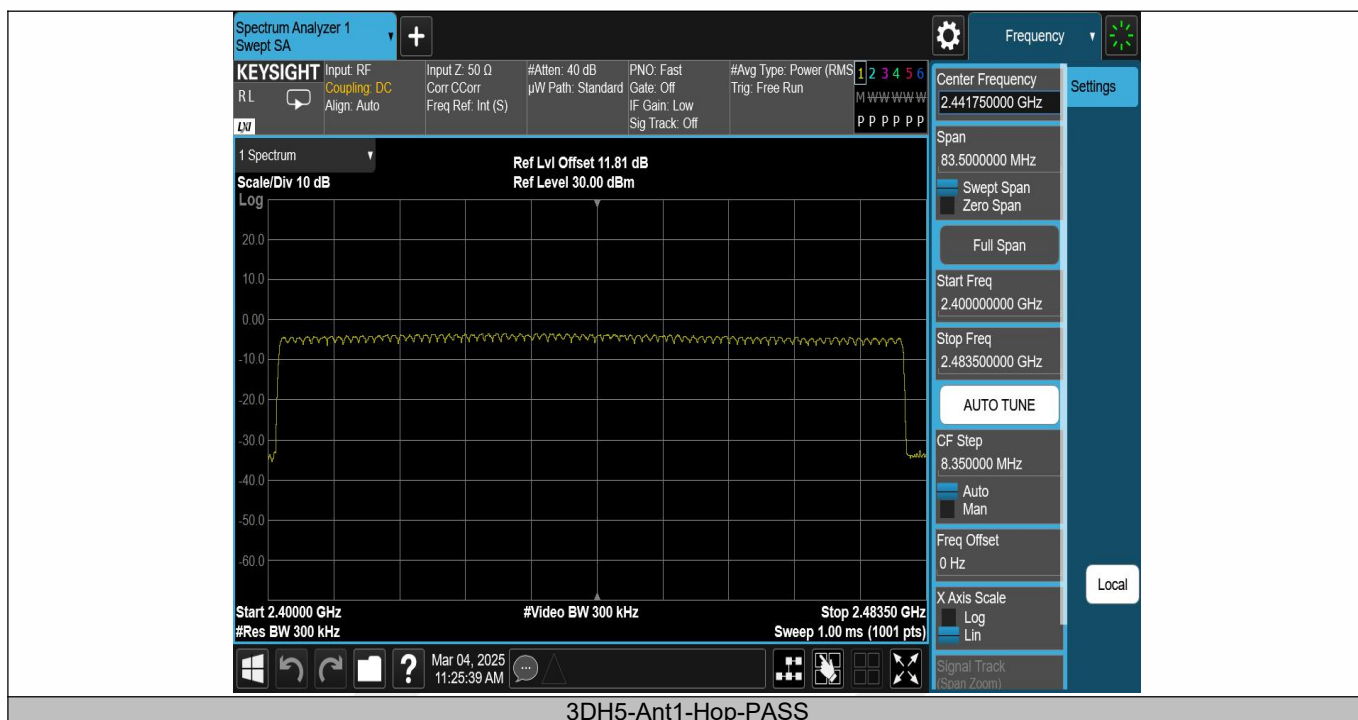 Spectrum Analyzer 1
Swept SA
+
Frequency
KEYSIGHT
R L
LXI
Input: RF
Coupling: DC
Align: Auto
Input Z: 50 Ω
Corr CCorr
Freq Ref: Int (S)
#Atten: 40 dB
µW Path: Standard
PNO: Fast
Gate: Off
IF Gain: Low
Sig Track: Off
#Avg Type: Power (RMS
Trig: Free Run
1 2 3 4 5 6
M W W W W W
P P P P P P
1 Spectrum
Scale/Div 10 dB
Log
Ref Lvl Offset 11.81 dB
Ref Level 30.00 dBm
20.0
10.0
0.00
-10.0
-20.0
-30.0
-40.0
-50.0
-60.0
Start 2.40000 GHz
#Res BW 300 kHz
#Video BW 300 kHz
Stop 2.48350 GHz
Sweep 1.00 ms (1001 pts)
Center Frequency
2.441750000 GHz
Settings
Span
83.5000000 MHz
Swept Span
Zero Span
Full Span
Start Freq
2.400000000 GHz
Stop Freq
2.483500000 GHz
AUTO TUNE
CF Step
8.350000 MHz
Auto
Man
Freq Offset
0 Hz
X Axis Scale
Log
Lin
Signal Track
(Span Zoom)
Local
?
Mar 04, 2025
11:25:39 AM
3DH5-Ant1-Hop-PASS